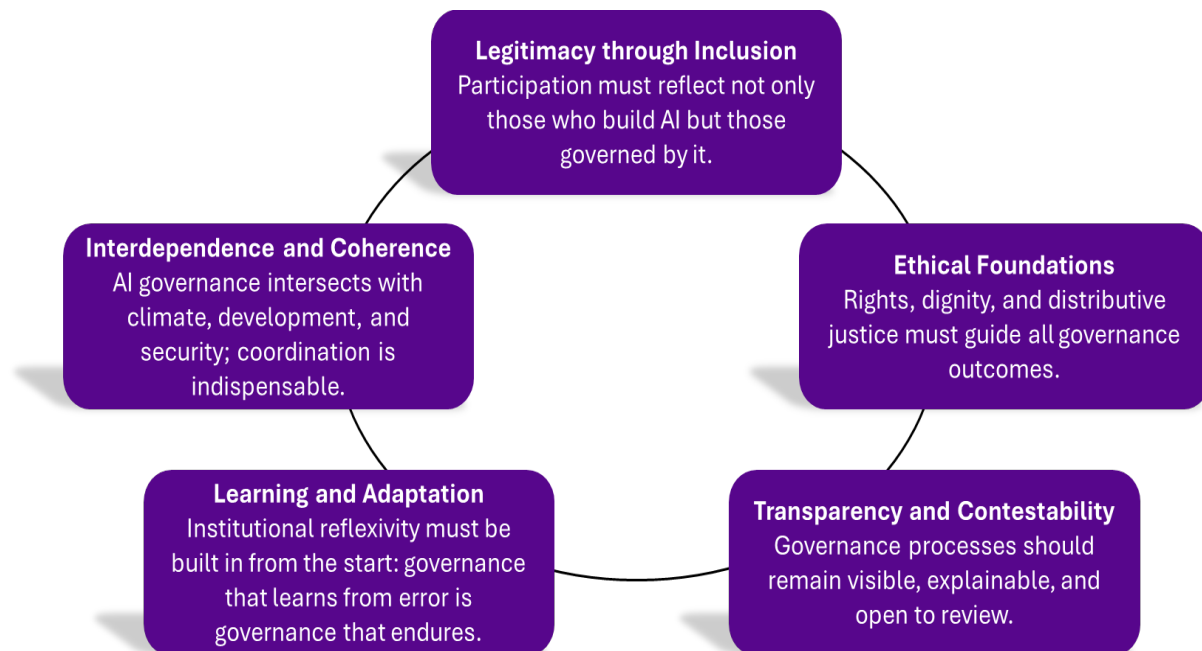 Legitimacy through Inclusion
Participation must reflect not only
those who build AI but those
governed by it.
Interdependence and Coherence
AI governance intersects with
climate, development, and
security; coordination is
indispensable.
Ethical Foundations
Rights, dignity, and distributive
justice must guide all governance
outcomes.
Learning and Adaptation
Institutional reflexivity must be
built in from the start: governance
that learns from error is
governance that endures.
Transparency and Contestability
Governance processes should
remain visible, explainable, and
open to review.